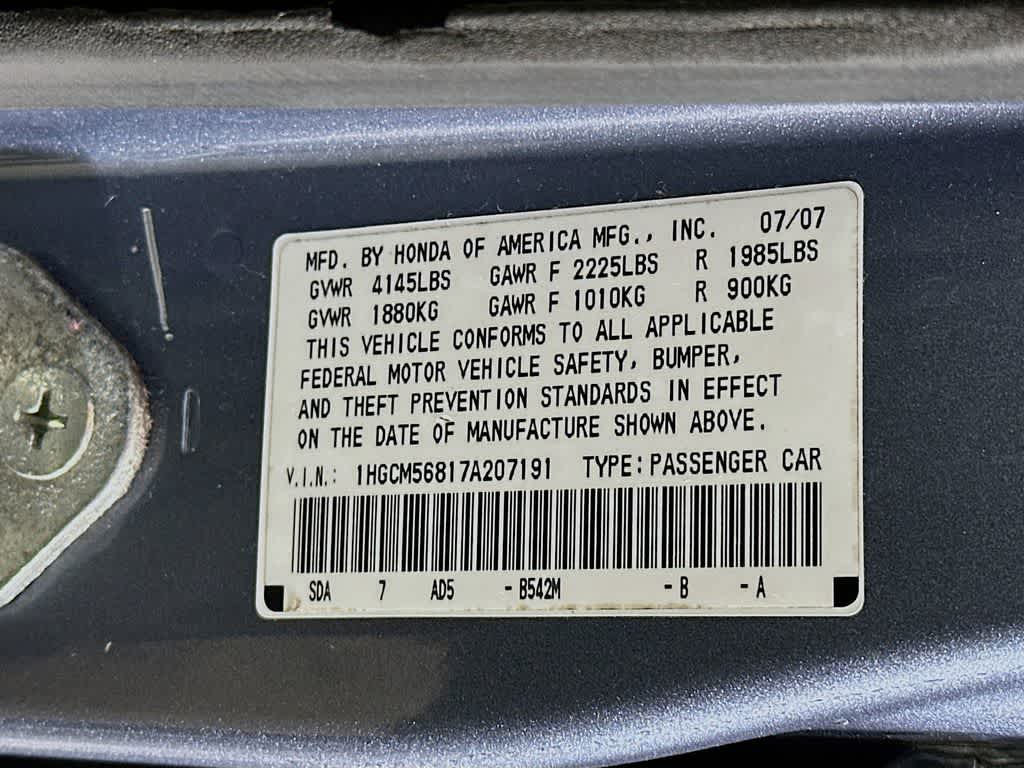 MFD. BY HONDA OF AMERICA MFG., INC. 07/07
GVWR 4145LBS GAWR F 2225LBS R 1985LBS
GVWR 1880KG GAWR F 1010KG R 900KG
THIS VEHICLE CONFORMS TO ALL APPLICABLE
FEDERAL MOTOR VEHICLE SAFETY, BUMPER,
AND THEFT PREVENTION STANDARDS IN EFFECT
ON THE DATE OF MANUFACTURE SHOWN ABOVE.
V.I.N.: 1HGCM56817A207191 TYPE:PASSENGER CAR
SDA 7 AD5 -B542M -B -A